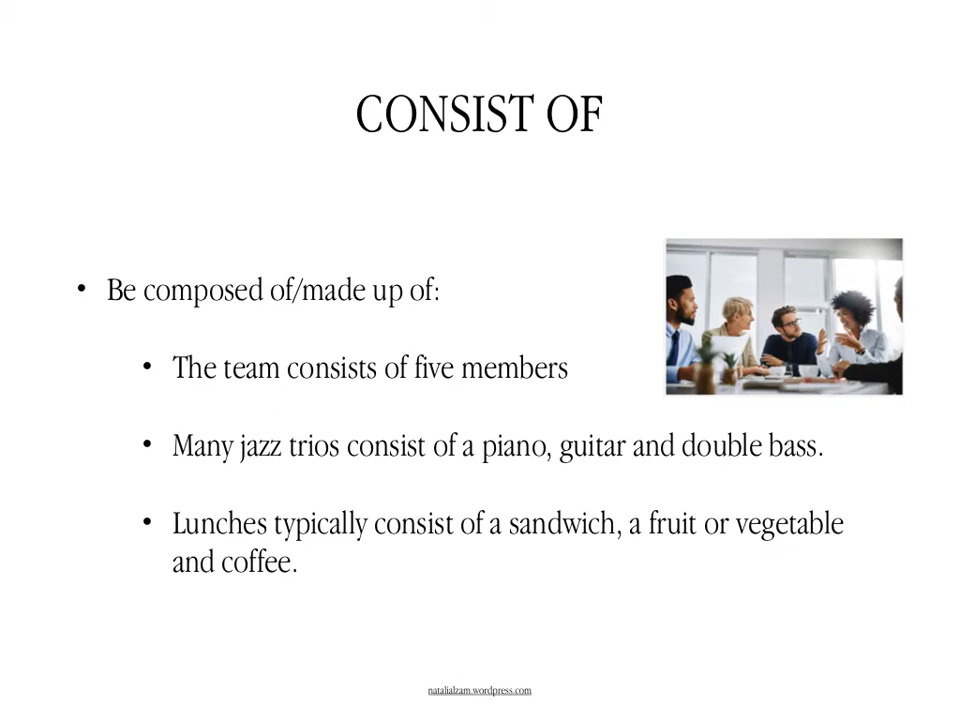 CONSIST OF
• Be composed of/made up of:
• The team consists of five members
• Many jazz trios consist of a piano, guitar and double bass.
• Lunches typically consist of a sandwich, a fruit or vegetable
and coffee.
natalialzam.wordpress.com